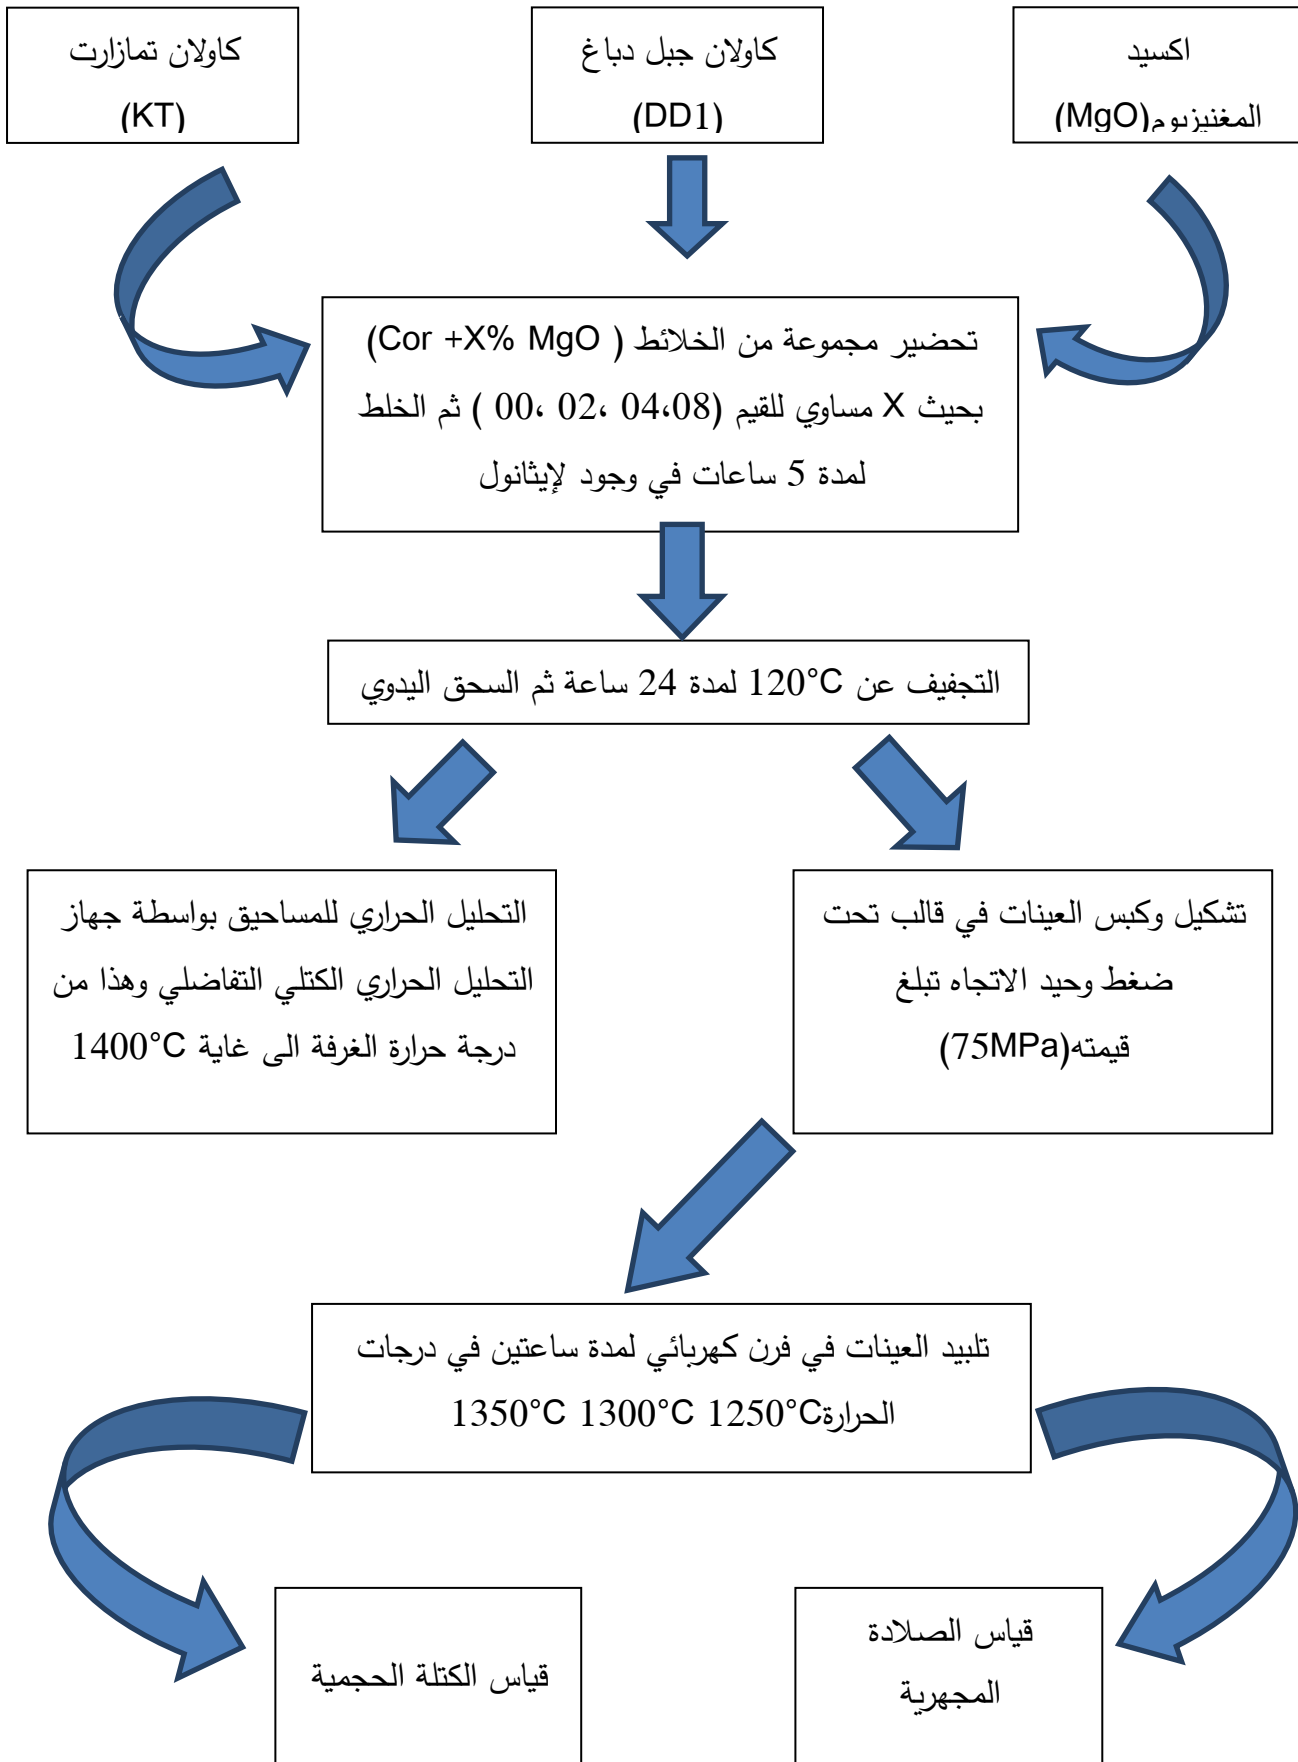 اكسيد
المغنيزيوم(MgO)
كاولان جبل دباغ
(DD1)
كاولان تمازارت
(KT)
تحضير مجموعة من الخلائط ( Cor +X% MgO)
بحيث X مساوي للقيم (04،08 ،02 ،00 ) ثم الخلط
لمدة 5 ساعات في وجود لإيثانول
التجفيف عن 120°C لمدة 24 ساعة ثم السحق اليدوي
تشكيل وكبس العينات في قالب تحت
ضغط وحيد الاتجاه تبلغ
قيمته(75MPa)
التحليل الحراري للمساحيق بواسطة جهاز
التحليل الحراري الكتلي التفاضلي وهذا من
درجة حرارة الغرفة الى غاية 1400°C
تلبيد العينات في فرن كهربائي لمدة ساعتين في درجات
الحرارة1250°C 1300°C 1350°C
قياس الصلادة
المجهرية
قياس الكتلة الحجمية